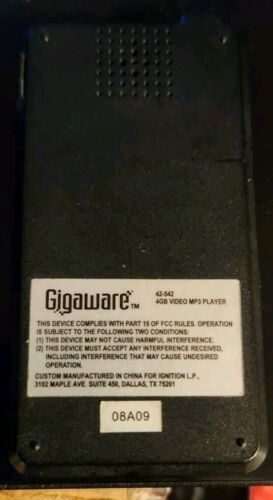 Gigaware™
42-542
4GB VIDEO MP3 PLAYER
THIS DEVICE COMPLIES WITH PART 15 OF FCC RULES. OPERATION
IS SUBJECT TO THE FOLLOWING TWO CONDITIONS:
(1) THIS DEVICE MAY NOT CAUSE HARMFUL INTERFERENCE.
(2) THIS DEVICE MUST ACCEPT ANY INTERFERENCE RECEIVED,
INCLUDING INTERFERENCE THAT MAY CAUSE UNDESIRED
OPERATION.
CUSTOM MANUFACTURED IN CHINA FOR IGNITION L.P.,
3102 MAPLE AVE. SUITE 450, DALLAS, TX 75201
08A09